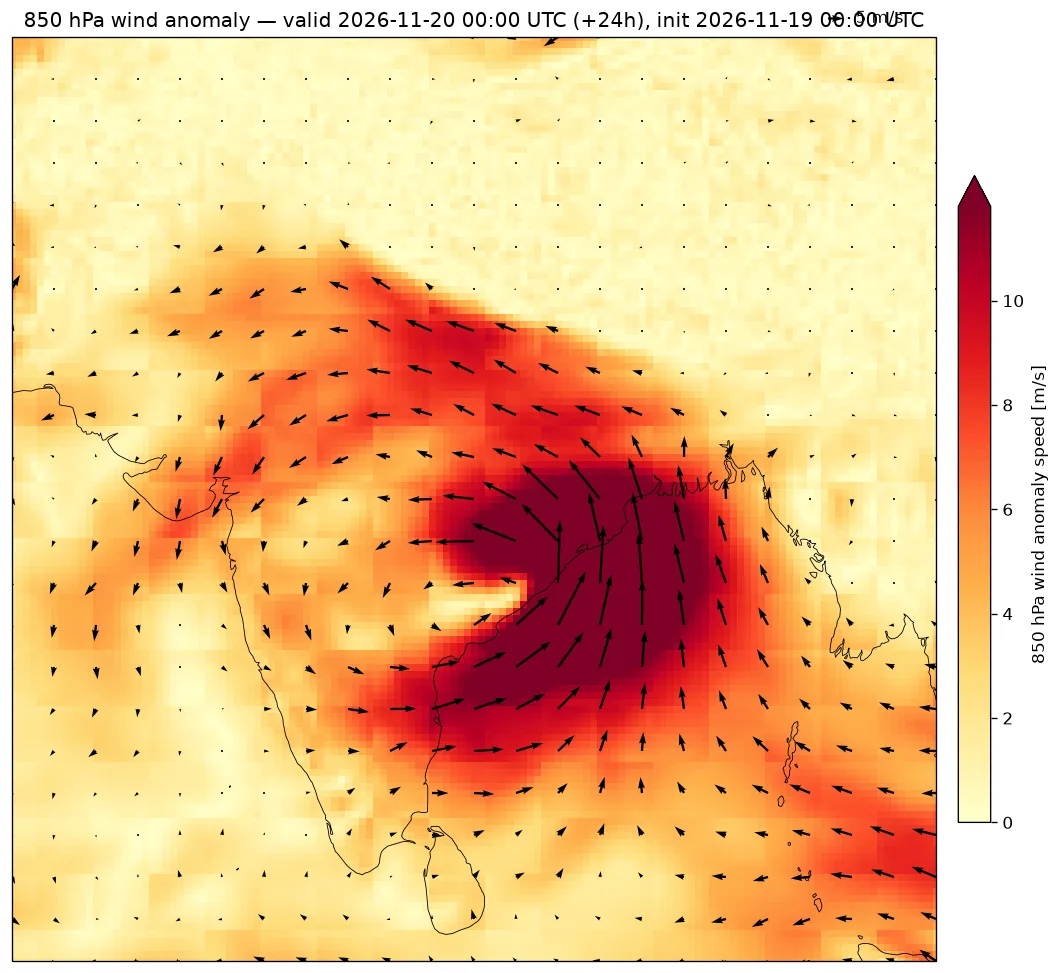 850 hPa wind anomaly — valid 2026-11-20 00:00 UTC (+24h), init 2026-11-19 00:00 UTC
5 m/s
10
8
6
4
2
0
850 hPa wind anomaly speed [m/s]